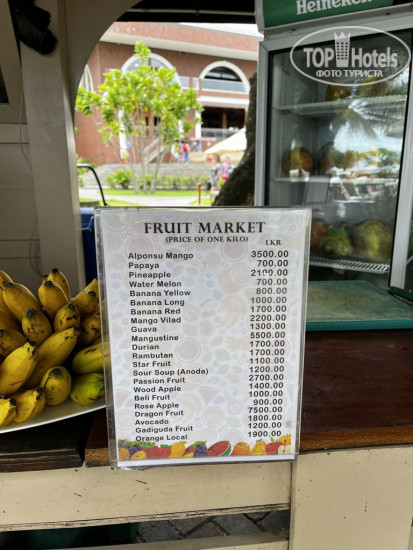 Heineken
TOP Hotels
ФОТО ТУРИСТА
FRUIT MARKET
(PRICE OF ONE KILO) LKR
Alponsu Mango 3500.00
Papaya 700.00
Pineapple 2100.00
Water Melon 700.00
Banana Yellow 800.00
Banana Long 1000.00
Banana Red 1700.00
Mango Vilad 2200.00
Guava 1300.00
Mangustine 5500.00
Durian 1700.00
Rambutan 1700.00
Star Fruit 1100.00
Sour Soup (Anoda) 1200.00
Passion Fruit 2700.00
Wood Apple 1400.00
Beli Fruit 1000.00
Rose Apple 900.00
Dragon Fruit 7500.00
Avocado 1800.00
Gadiguda Fruit 1200.00
Orange Local 1900.00